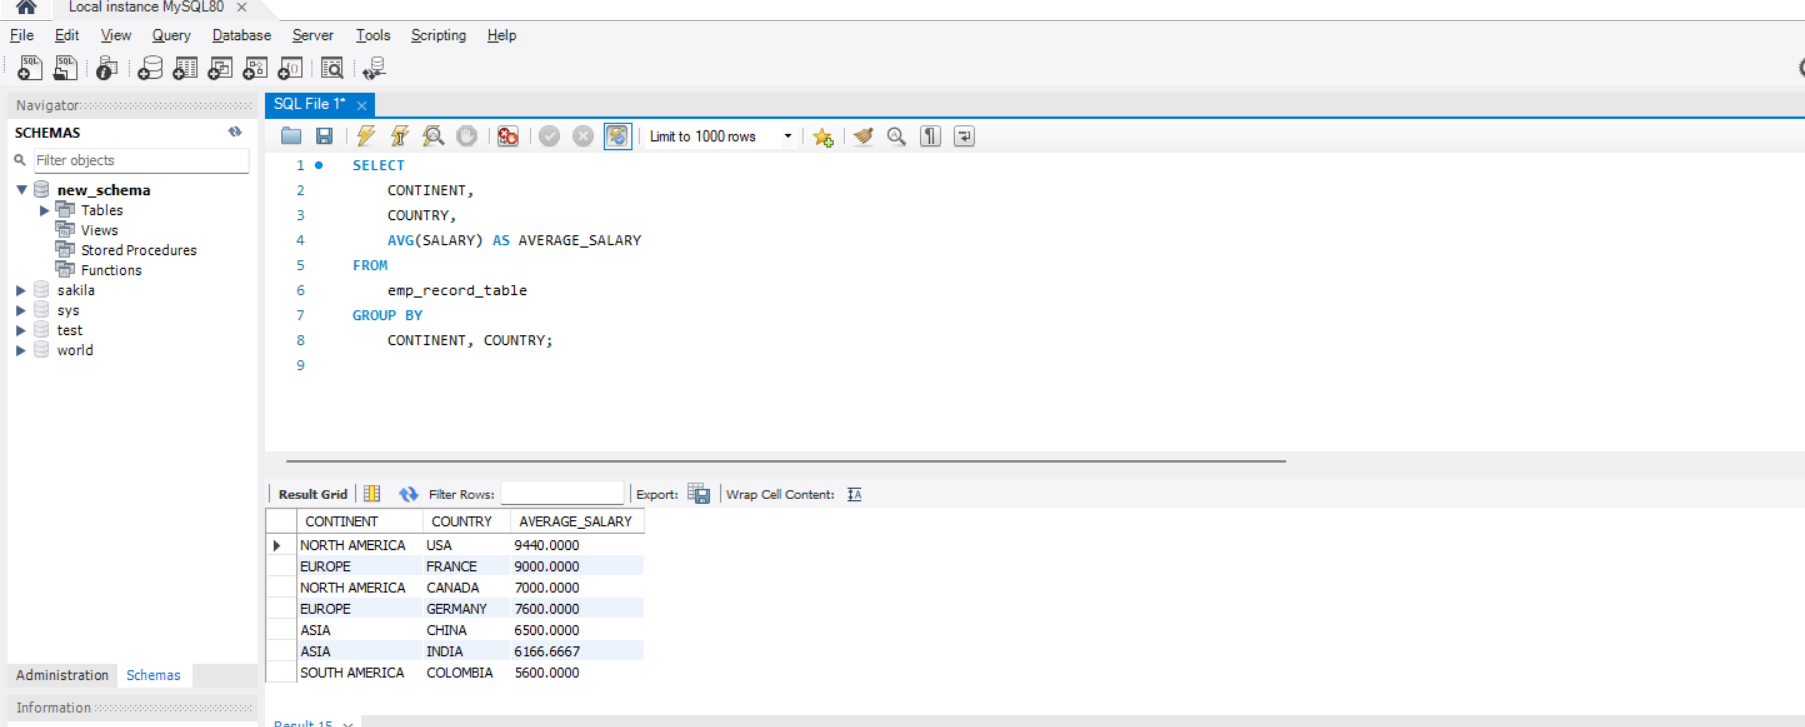 Local instance MySQL80
File Edit View Query Database Server Tools Scripting Help
Navigator
SCHEMAS
Filter objects
new_schema
Tables
Views
Stored Procedures
Functions
sakila
sys
test
world
Administration Schemas
Information
SQL File 1*
Limit to 1000 rows
1 SELECT
2 CONTINENT,
3 COUNTRY,
4 AVG(SALARY) AS AVERAGE_SALARY
5 FROM
6 emp_record_table
7 GROUP BY
8 CONTINENT, COUNTRY;
9
Result Grid Filter Rows: Export: Wrap Cell Content:
CONTINENT COUNTRY AVERAGE_SALARY
NORTH AMERICA USA 9440.0000
EUROPE FRANCE 9000.0000
NORTH AMERICA CANADA 7000.0000
EUROPE GERMANY 7600.0000
ASIA CHINA 6500.0000
ASIA INDIA 6166.6667
SOUTH AMERICA COLOMBIA 5600.0000
Result 15